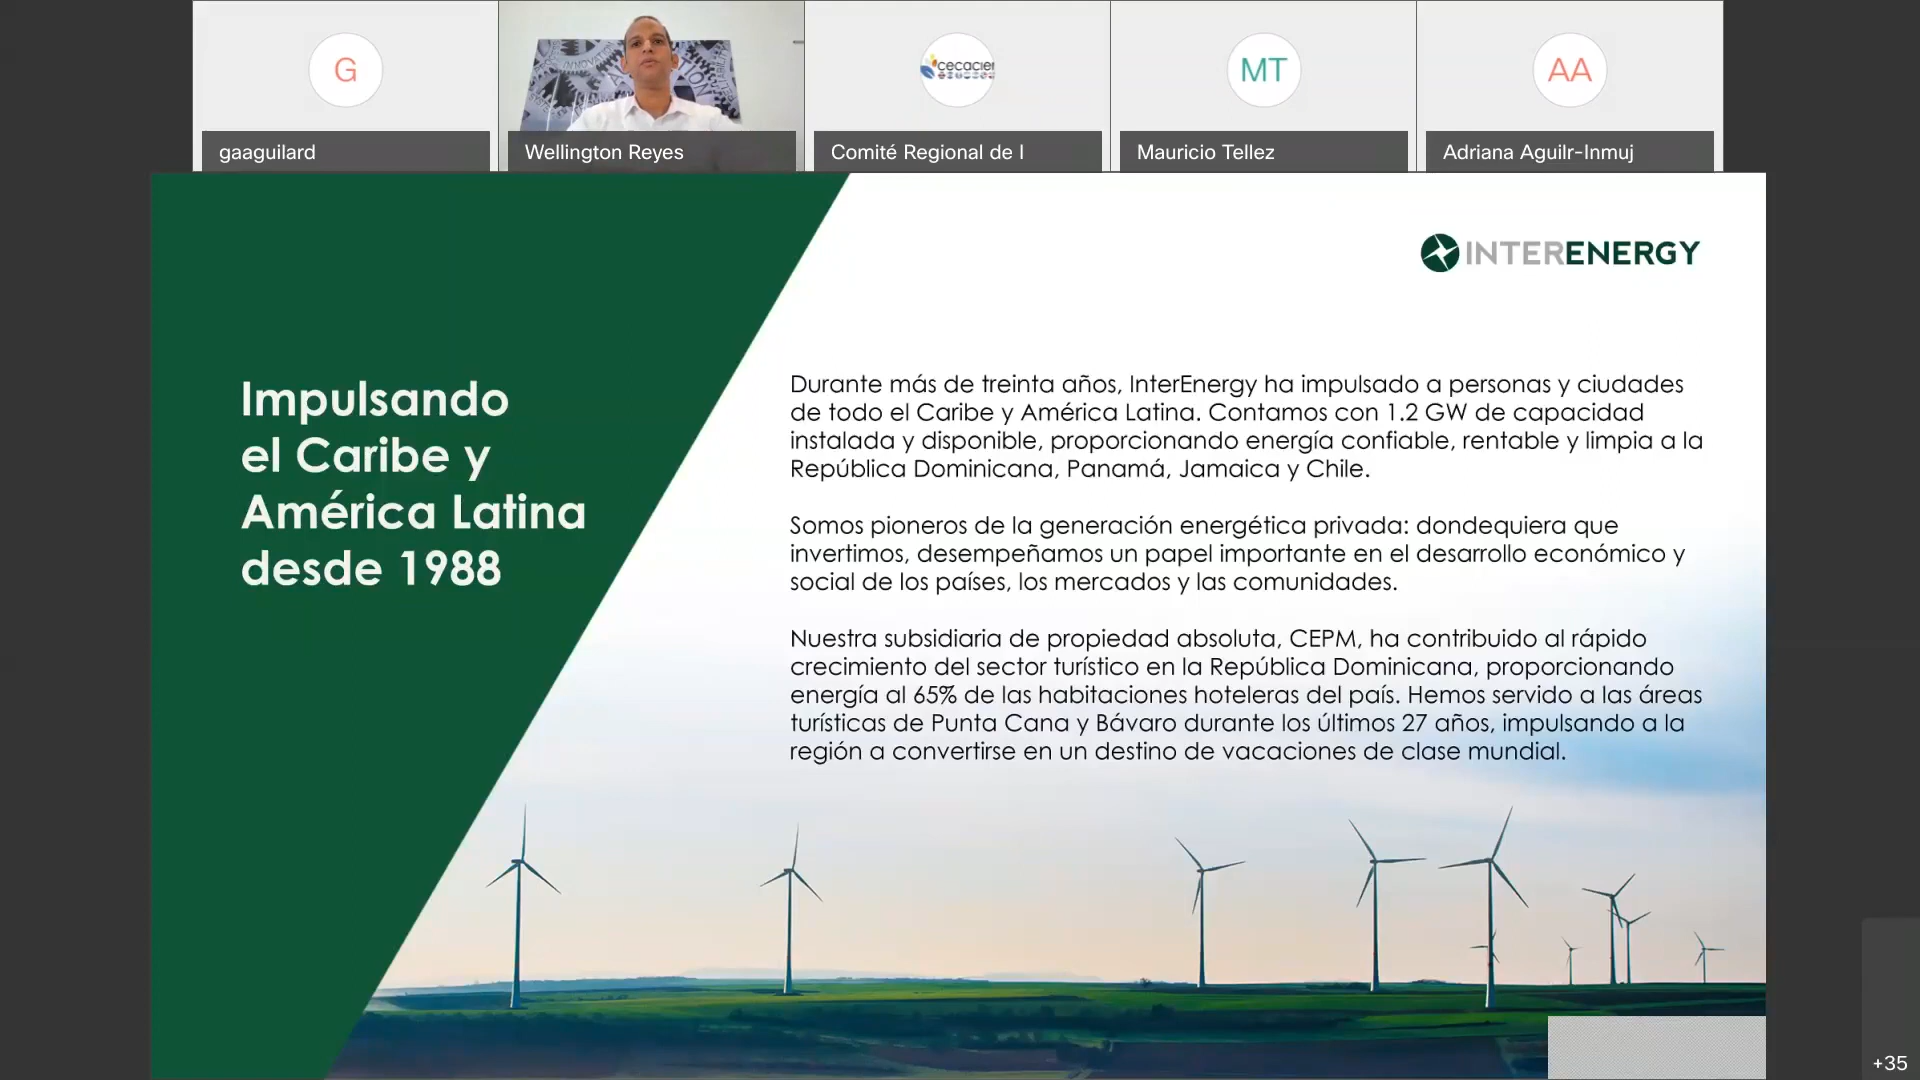 G
MT
AA
cecacier
gaaguilard
Wellington Reyes
Comité Regional de I
Mauricio Tellez
Adriana Aguilr-Inmuj
INTERENERGY
Impulsando
el Caribe y
América Latina
desde 1988
Durante más de treinta años, InterEnergy ha impulsado a personas y ciudades
de todo el Caribe y América Latina. Contamos con 1.2 GW de capacidad
instalada y disponible, proporcionando energía confiable, rentable y limpia a la
República Dominicana, Panamá, Jamaica y Chile.
Somos pioneros de la generación energética privada: dondequiera que
invertimos, desempeñamos un papel importante en el desarrollo económico y
social de los países, los mercados y las comunidades.
Nuestra subsidiaria de propiedad absoluta, CEPM, ha contribuido al rápido
crecimiento del sector turístico en la República Dominicana, proporcionando
energía al 65% de las habitaciones hoteleras del país. Hemos servido a las áreas
turísticas de Punta Cana y Bávaro durante los últimos 27 años, impulsando a la
región a convertirse en un destino de vacaciones de clase mundial.
+35